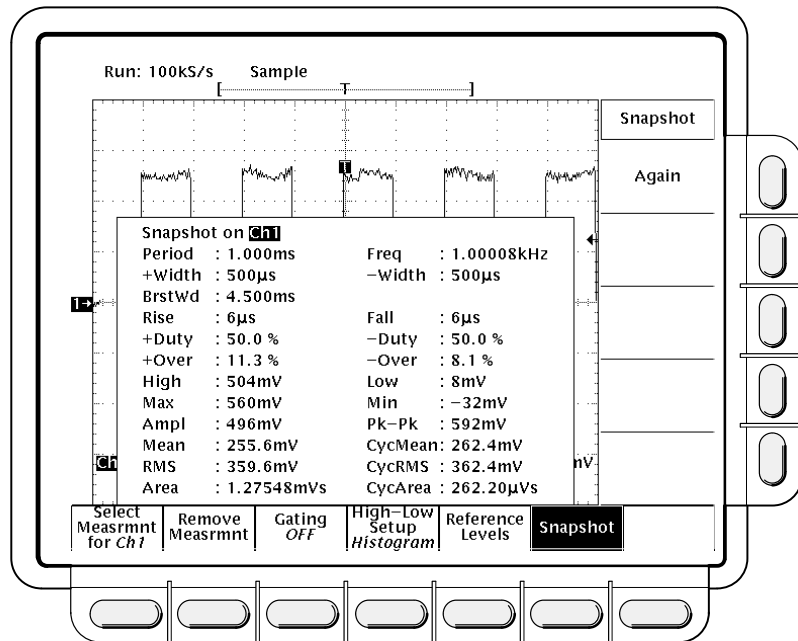 Run: 100kS/s Sample
[ T ]
Snapshot
T
Again
Snapshot on Ch1
Period : 1.000ms Freq : 1.00008kHz
+Width : 500µs −Width : 500µs
1
BrstWd : 4.500ms
Rise : 6µs Fall : 6µs
+Duty : 50.0 % −Duty : 50.0 %
+Over : 11.3 % −Over : 8.1 %
High : 504mV Low : 8mV
Max : 560mV Min : −32mV
Ampl : 496mV Pk−Pk : 592mV
Mean : 255.6mV CycMean: 262.4mV
Ch
RMS : 359.6mV CycRMS : 362.4mV
mV
Area : 1.27548mVs CycArea : 262.20µVs
Select
Measrmnt
for Ch1
Remove
Measrmnt
Gating
OFF
High−Low
Setup
Histogram
Reference
Levels
Snapshot